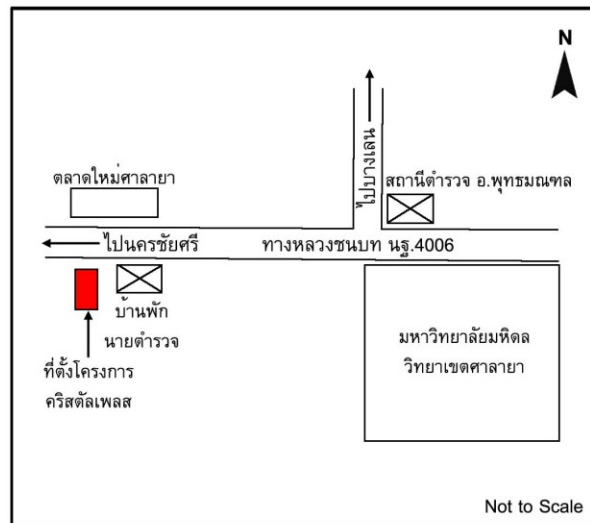 N
ไปบางเลน
ตลาดใหม่ศาลายา
สถานีตำรวจ อ.พุทธมณฑล
ไปนครชัยศรี
ทางหลวงชนบท นฐ.4006
บ้านพัก
นายตำรวจ
ที่ตั้งโครงการ
คริสตัลเพลส
มหาวิทยาลัยมหิดล
วิทยาเขตศาลายา
Not to Scale